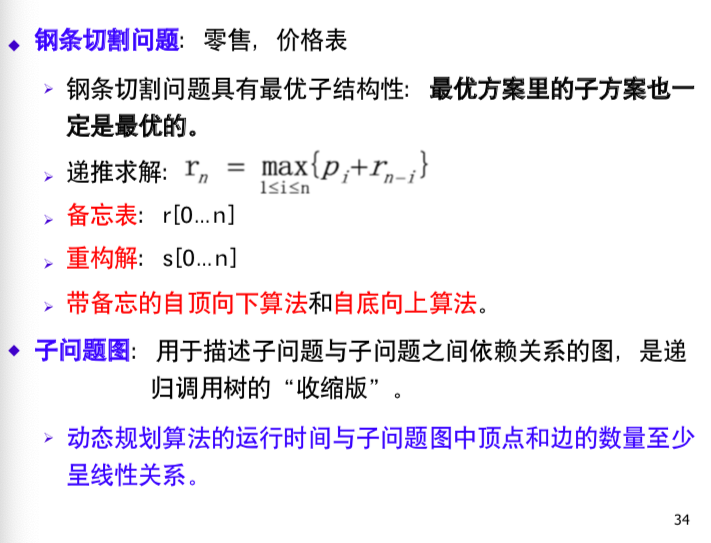 钢条切割问题：零售，价格表
钢条切割问题具有最优子结构性：最优方案里的子方案也一
定是最优的。
递推求解：rₙ = max{pᵢ+rₙ₋ᵢ}
1≤i≤n
备忘表：r[0…n]
重构解：s[0…n]
带备忘的自顶向下算法和自底向上算法。
子问题图：用于描述子问题与子问题之间依赖关系的图，是递
归调用树的“收缩版”。
动态规划算法的运行时间与子问题图中顶点和边的数量至少
呈线性关系。
34